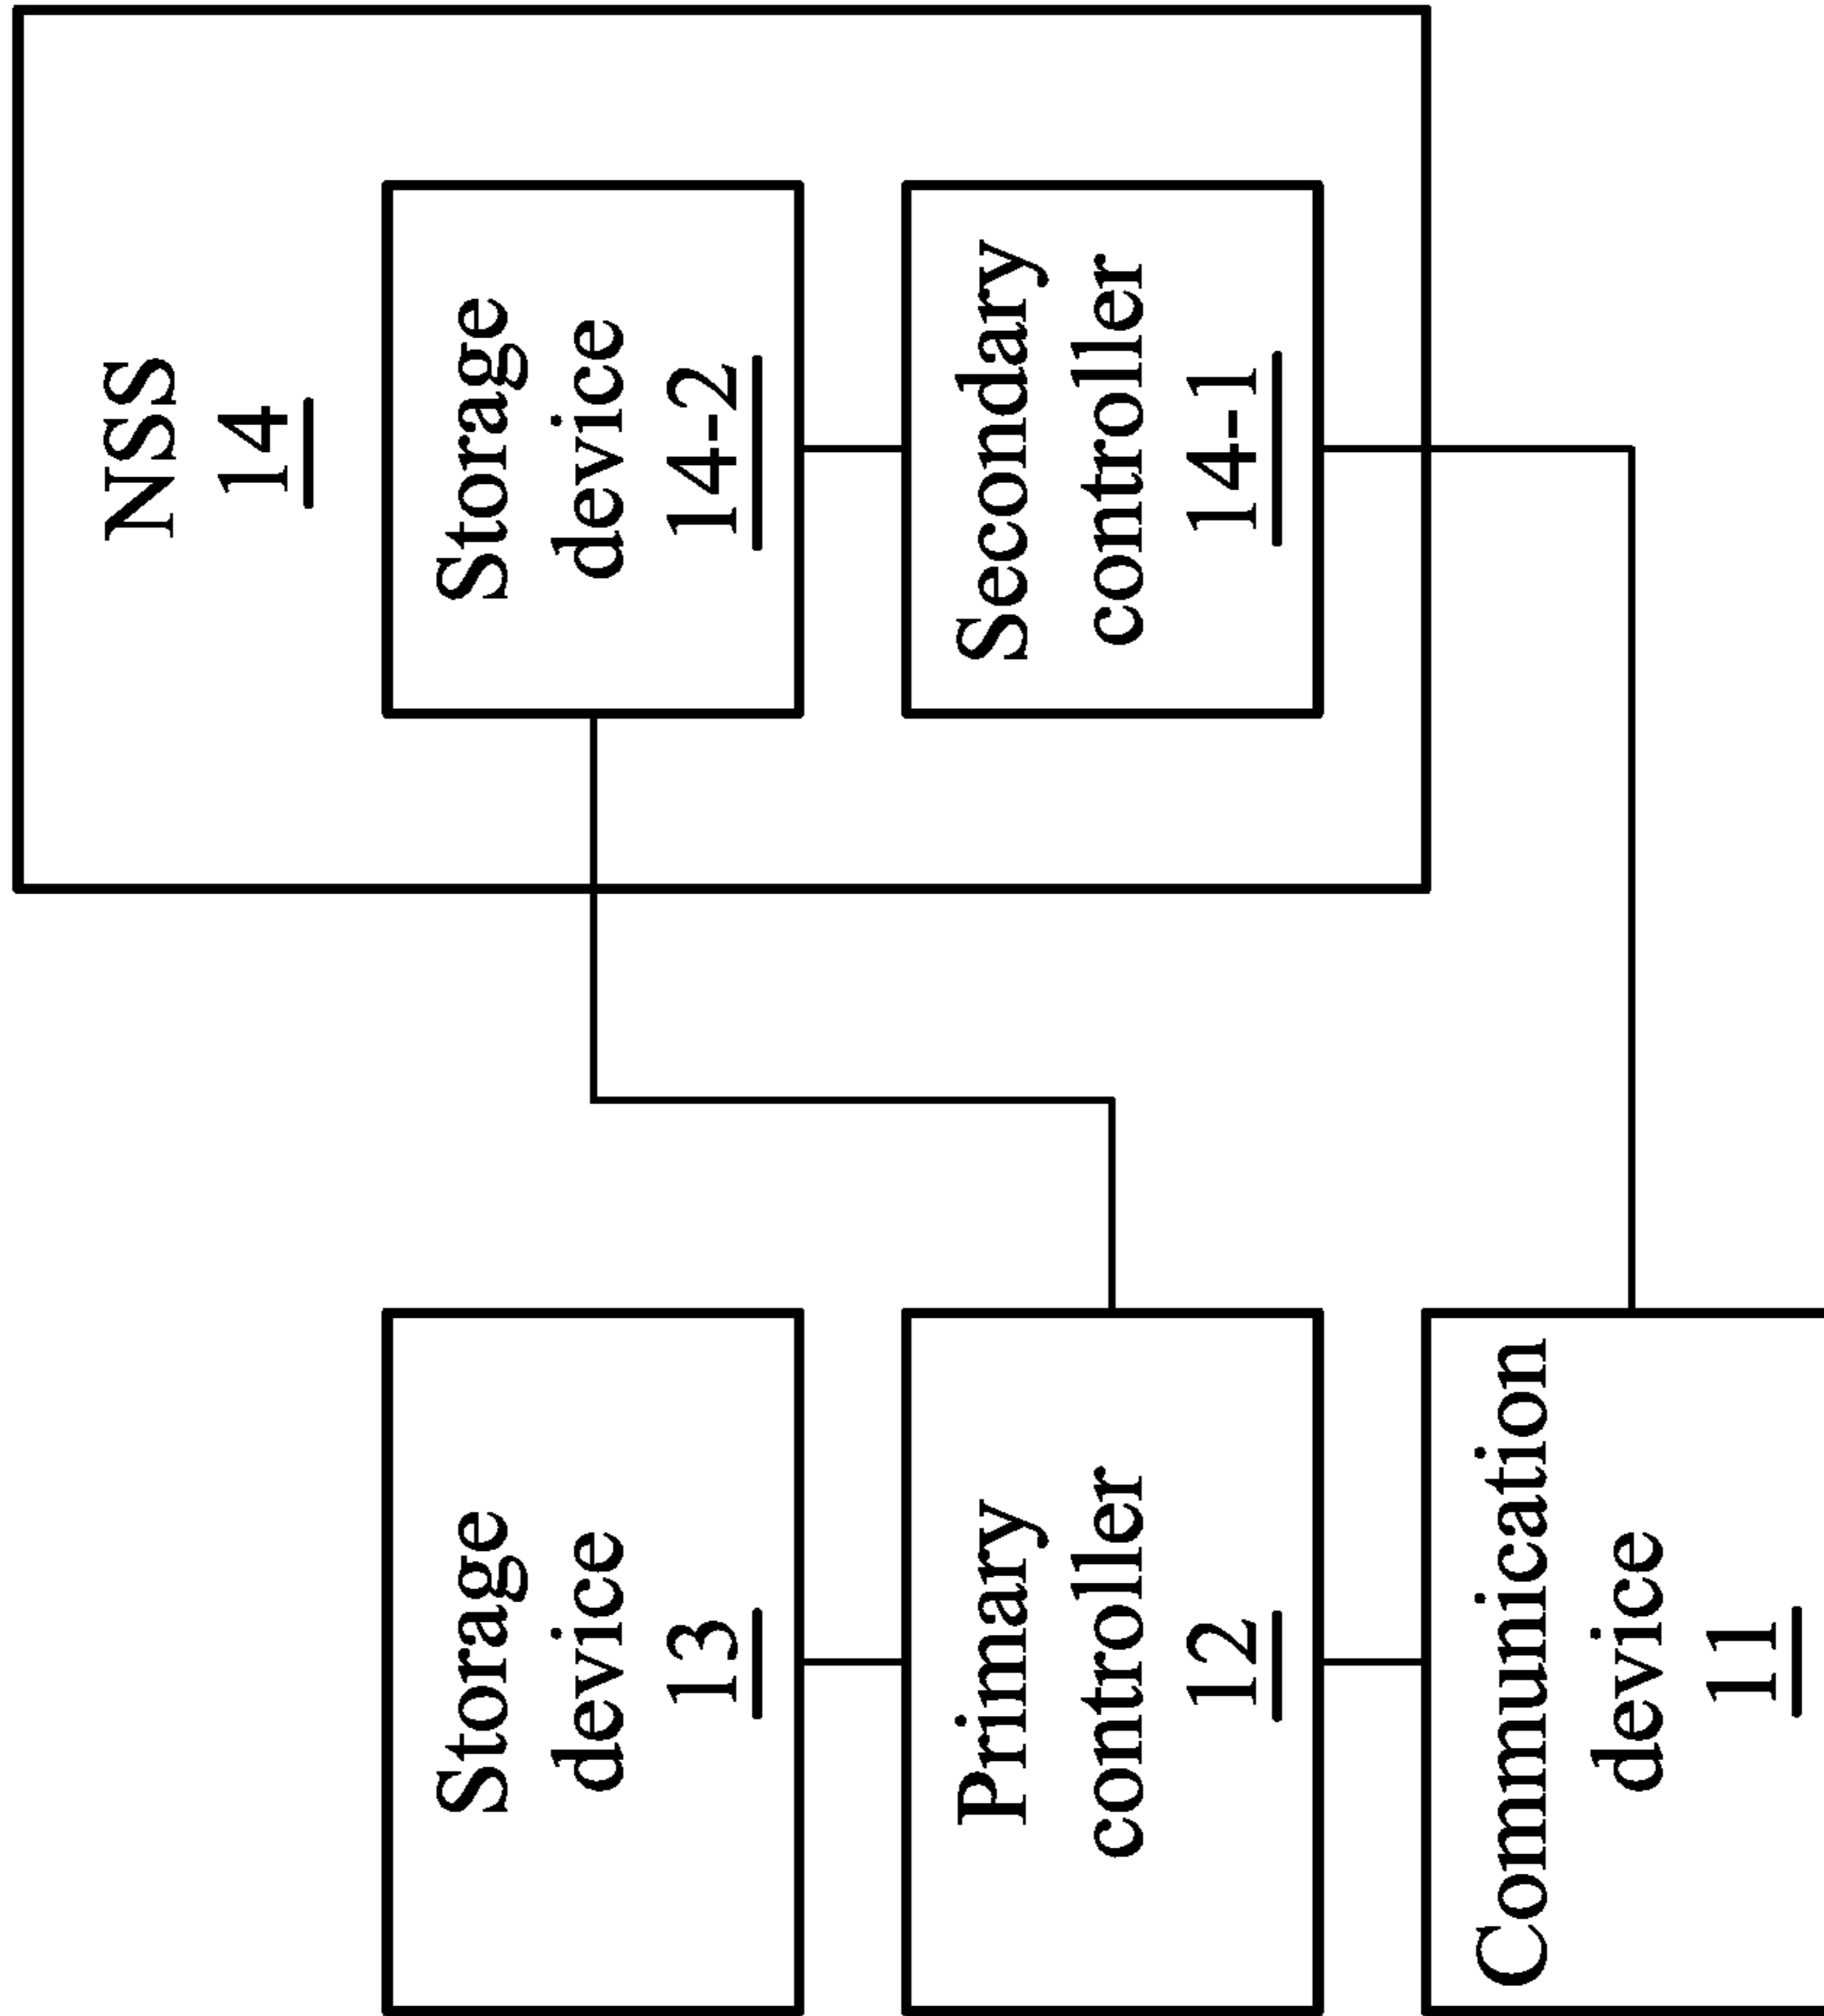 NSS
14
Storage
device
14-2
Secondary
controller
14-1
Storage
device
13
Primary
controller
12
Communication
device
11